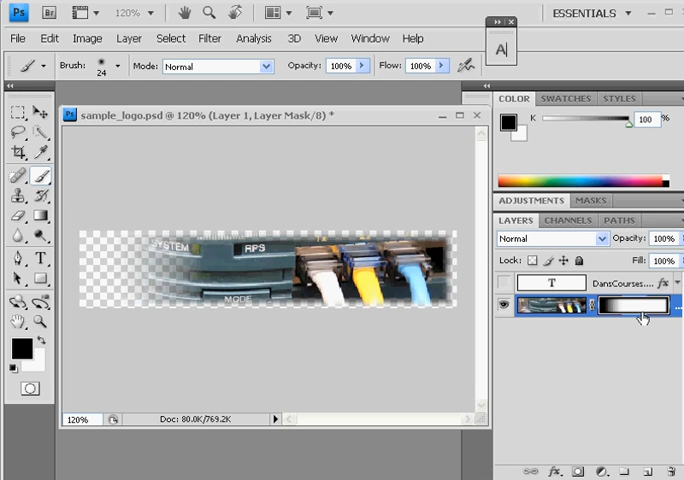 Ps Br 120% ESSENTIALS
File Edit Image Layer Select Filter Analysis 3D View Window Help
A
Brush: 24 Mode: Normal Opacity: 100% Flow: 100%
COLOR SWATCHES STYLES
Ps sample_logo.psd @ 120% (Layer 1, Layer Mask/8) *
K 100 %
ADJUSTMENTS MASKS
LAYERS CHANNELS PATHS
Normal Opacity: 100%
SYSTEM RPS
Lock: Fill: 100%
T DansCourses.... fx
MODE
120% Doc: 80.0K/769.2K
fx